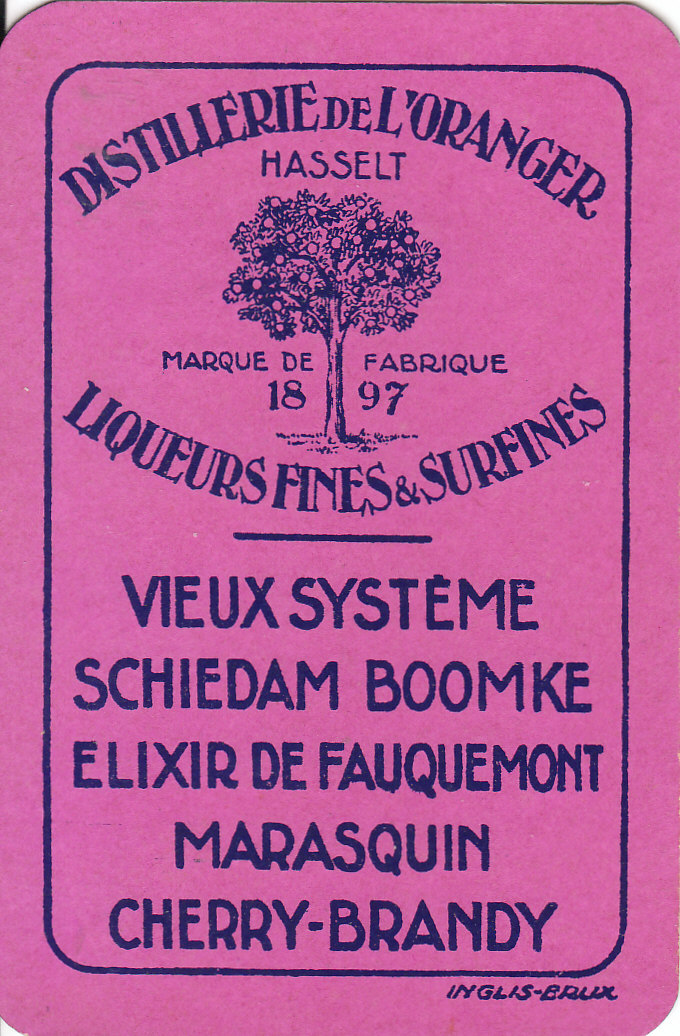 DISTILLERIE DE L'ORANGER
HASSELT
MARQUE DE FABRIQUE
18 97
LIQUEURS FINES & SURFINES
VIEUX SYSTÈME
SCHIEDAM BOOMKE
ELIXIR DE FAUQUEMONT
MARASQUIN
CHERRY-BRANDY
INGLIS-BRUX